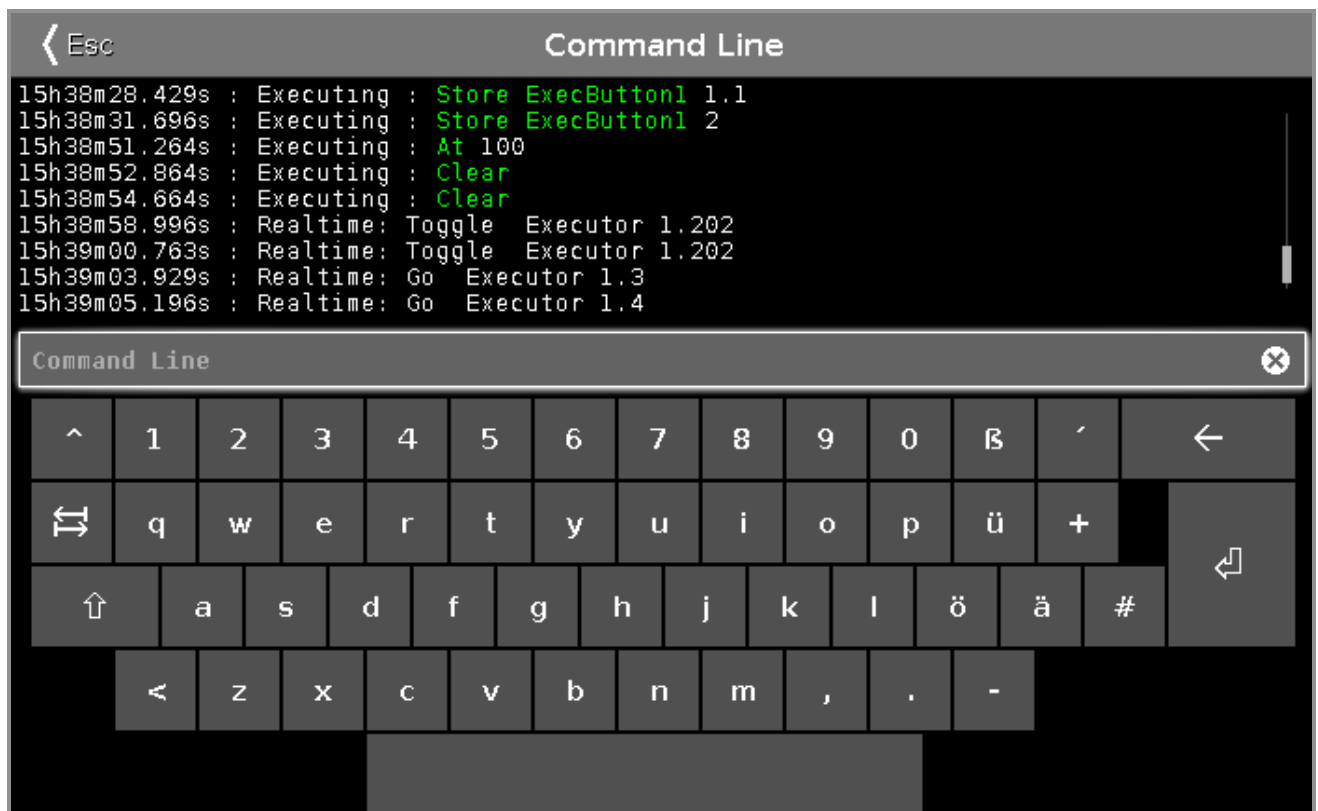 Esc
Command Line
15h38m28.429s : Executing : Store ExecButton1 1.1
15h38m31.696s : Executing : Store ExecButton1 2
15h38m51.264s : Executing : At 100
15h38m52.864s : Executing : Clear
15h38m54.664s : Executing : Clear
15h38m58.996s : Realtime: Toggle  Executor 1.202
15h39m00.763s : Realtime: Toggle  Executor 1.202
15h39m03.929s : Realtime: Go  Executor 1.3
15h39m05.196s : Realtime: Go  Executor 1.4
Command Line
^ 1 2 3 4 5 6 7 8 9 0 ß ´ ←
q w e r t y u i o p ü +
a s d f g h j k l ö ä #
< z x c v b n m , . -